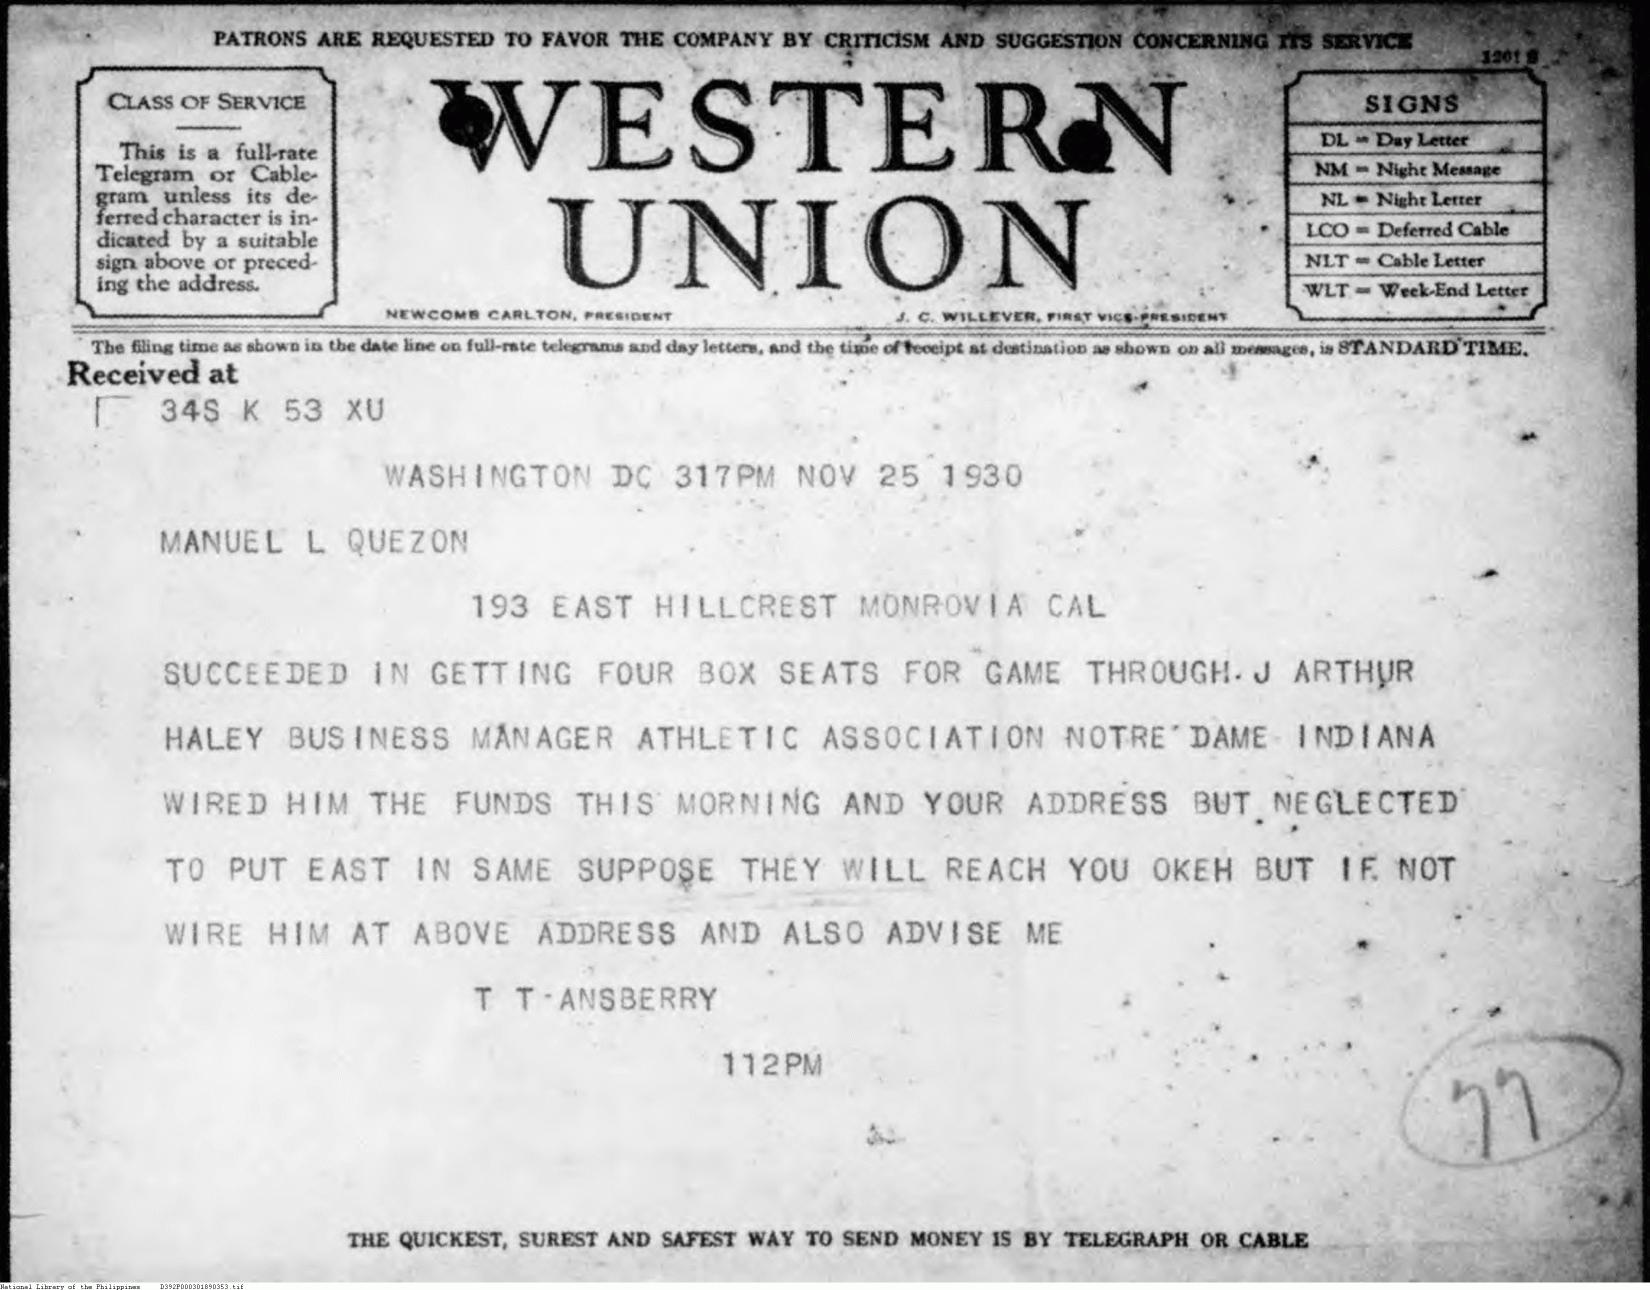 PATRONS ARE REQUESTED TO FAVOR THE COMPANY BY CRITICISM AND SUGGESTION CONCERNING ITS SERVICE
1201 S
CLASS OF SERVICE
This is a full-rate
Telegram or Cable-
gram unless its de-
ferred character is in-
dicated by a suitable
sign above or preced-
ing the address.
WESTERN
UNION
NEWCOMB CARLTON, PRESIDENT
J. C. WILLEVER, FIRST VICE-PRESIDENT
SIGNS
DL = Day Letter
NM = Night Message
NL = Night Letter
LCO = Deferred Cable
NLT = Cable Letter
WLT = Week-End Letter
The filing time as shown in the date line on full-rate telegrams and day letters, and the time of receipt at destination as shown on all messages, is STANDARD TIME.
Received at
34S K 53 XU
WASHINGTON DC 317PM NOV 25 1930
MANUEL L QUEZON
193 EAST HILLCREST MONROVIA CAL
SUCCEEDED IN GETTING FOUR BOX SEATS FOR GAME THROUGH J ARTHUR
HALEY BUSINESS MANAGER ATHLETIC ASSOCIATION NOTRE DAME INDIANA
WIRED HIM THE FUNDS THIS MORNING AND YOUR ADDRESS BUT NEGLECTED
TO PUT EAST IN SAME SUPPOSE THEY WILL REACH YOU OKEH BUT IF NOT
WIRE HIM AT ABOVE ADDRESS AND ALSO ADVISE ME
T T ANSBERRY
112PM
77
THE QUICKEST, SUREST AND SAFEST WAY TO SEND MONEY IS BY TELEGRAPH OR CABLE
National Library of the Philippines D392P000301890353.tif